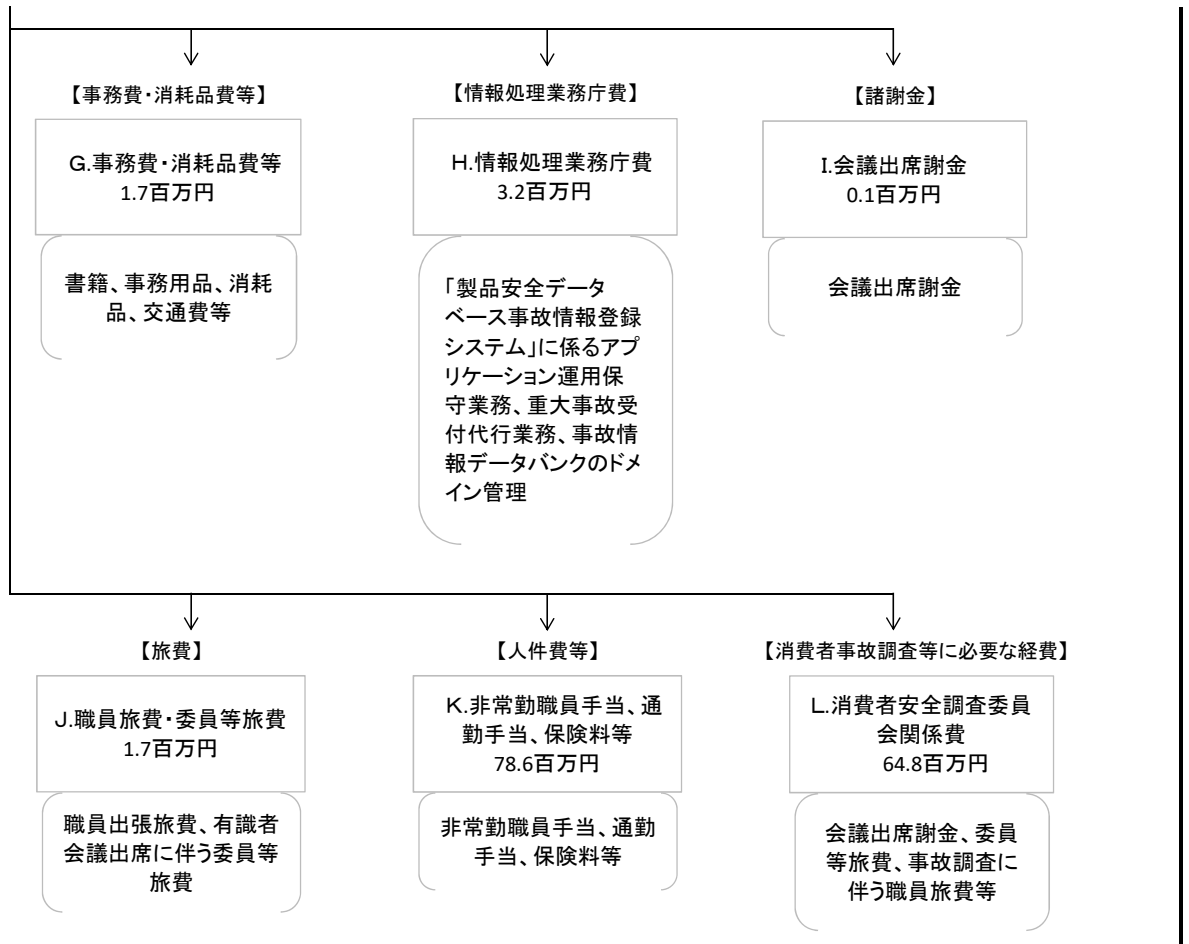 【事務費・消耗品費等】
G.事務費・消耗品費等
1.7百万円
書籍、事務用品、消耗
品、交通費等
【情報処理業務庁費】
H.情報処理業務庁費
3.2百万円
「製品安全データ
ベース事故情報登録
システム」に係るアプ
リケーション運用保
守業務、重大事故受
付代行業務、事故情
報データバンクのドメ
イン管理
【諸謝金】
I.会議出席謝金
0.1百万円
会議出席謝金
【旅費】
J.職員旅費・委員等旅費
1.7百万円
職員出張旅費、有識者
会議出席に伴う委員等
旅費
【人件費等】
K.非常勤職員手当、通
勤手当、保険料等
78.6百万円
非常勤職員手当、通勤
手当、保険料等
【消費者事故調査等に必要な経費】
L.消費者安全調査委員
会関係費
64.8百万円
会議出席謝金、委員
等旅費、事故調査に
伴う職員旅費等